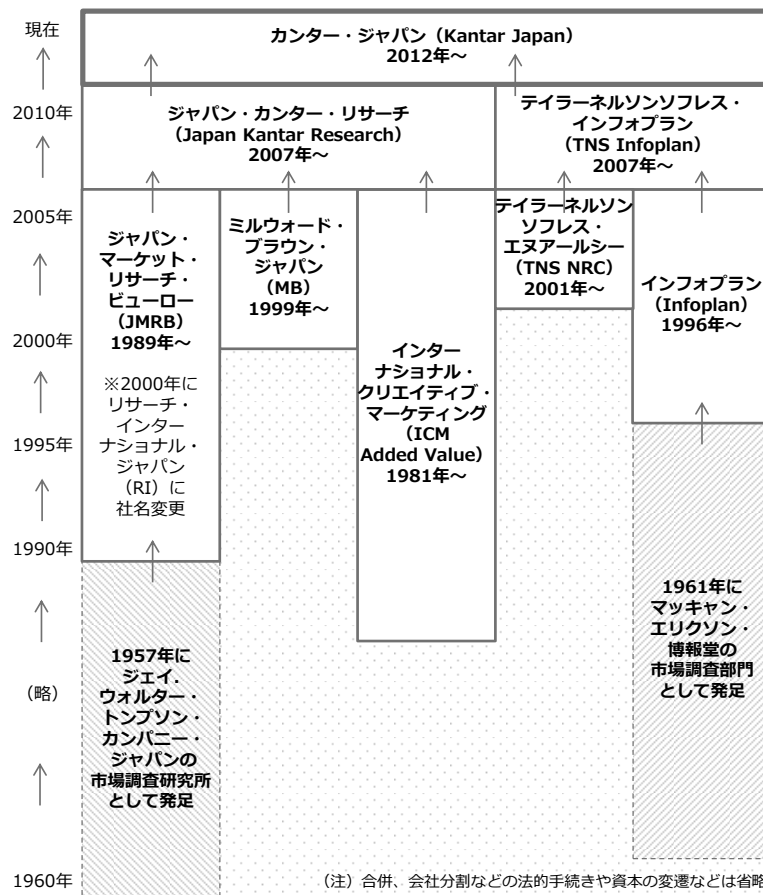 現在
カンター・ジャパン（Kantar Japan）
2012年～
2010年
ジャパン・カンター・リサーチ
（Japan Kantar Research）
2007年～
テイラーネルソンソフレス・
インフォプラン
（TNS Infoplan）
2007年～
2005年
ジャパン・
マーケット・
リサーチ・
ビューロー
（JMRB）
1989年～
※2000年に
リサーチ・
インター
ナショナル・
ジャパン
（RI）に
社名変更
ミルウォード・
ブラウン・
ジャパン
（MB）
1999年～
インター
ナショナル・
クリエイティブ・
マーケティング
（ICM
Added Value）
1981年～
テイラーネルソン
ソフレス・
エヌアールシー
（TNS NRC）
2001年～
インフォプラン
（Infoplan）
1996年～
2000年
1995年
1990年
1957年に
ジェイ.
ウォルター・
トンプソン・
カンパニー・
ジャパンの
市場調査研究所
として発足
1961年に
マッキャン・
エリクソン・
博報堂の
市場調査部門
として発足
（略）
1960年
（注）合併、会社分割などの法的手続きや資本の変遷などは省略